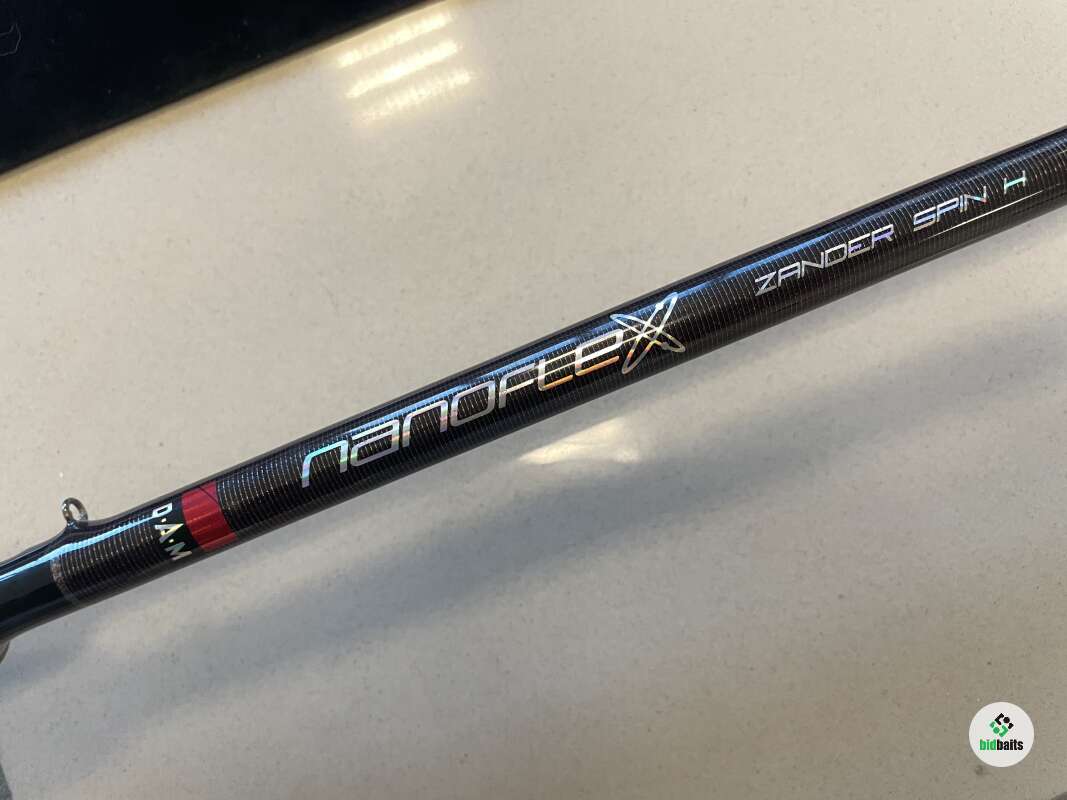 D.A.M
nanoflex
ZANDER SPIN H
bidbaits